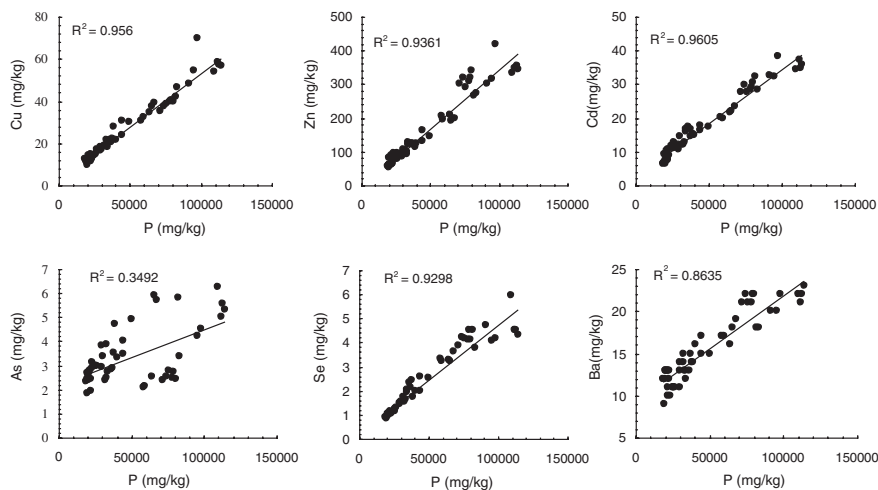 80
60
40
20
0
Cu (mg/kg)
R² = 0.956
0 50000 100000 150000
P (mg/kg)
500
400
300
200
100
0
Zn (mg/kg)
R² = 0.9361
0 50000 100000 150000
P (mg/kg)
50
40
30
20
10
0
Cd(mg/kg)
R² = 0.9605
0 50000 100000 150000
P (mg/kg)
7
6
5
4
3
2
1
0
As (mg/kg)
R² = 0.3492
0 50000 100000 150000
P (mg/kg)
7
6
5
4
3
2
1
0
Se (mg/kg)
R² = 0.9298
0 50000 100000 150000
P (mg/kg)
25
20
15
10
5
Ba(mg/kg)
R² = 0.8635
0 50000 100000 150000
P (mg/kg)